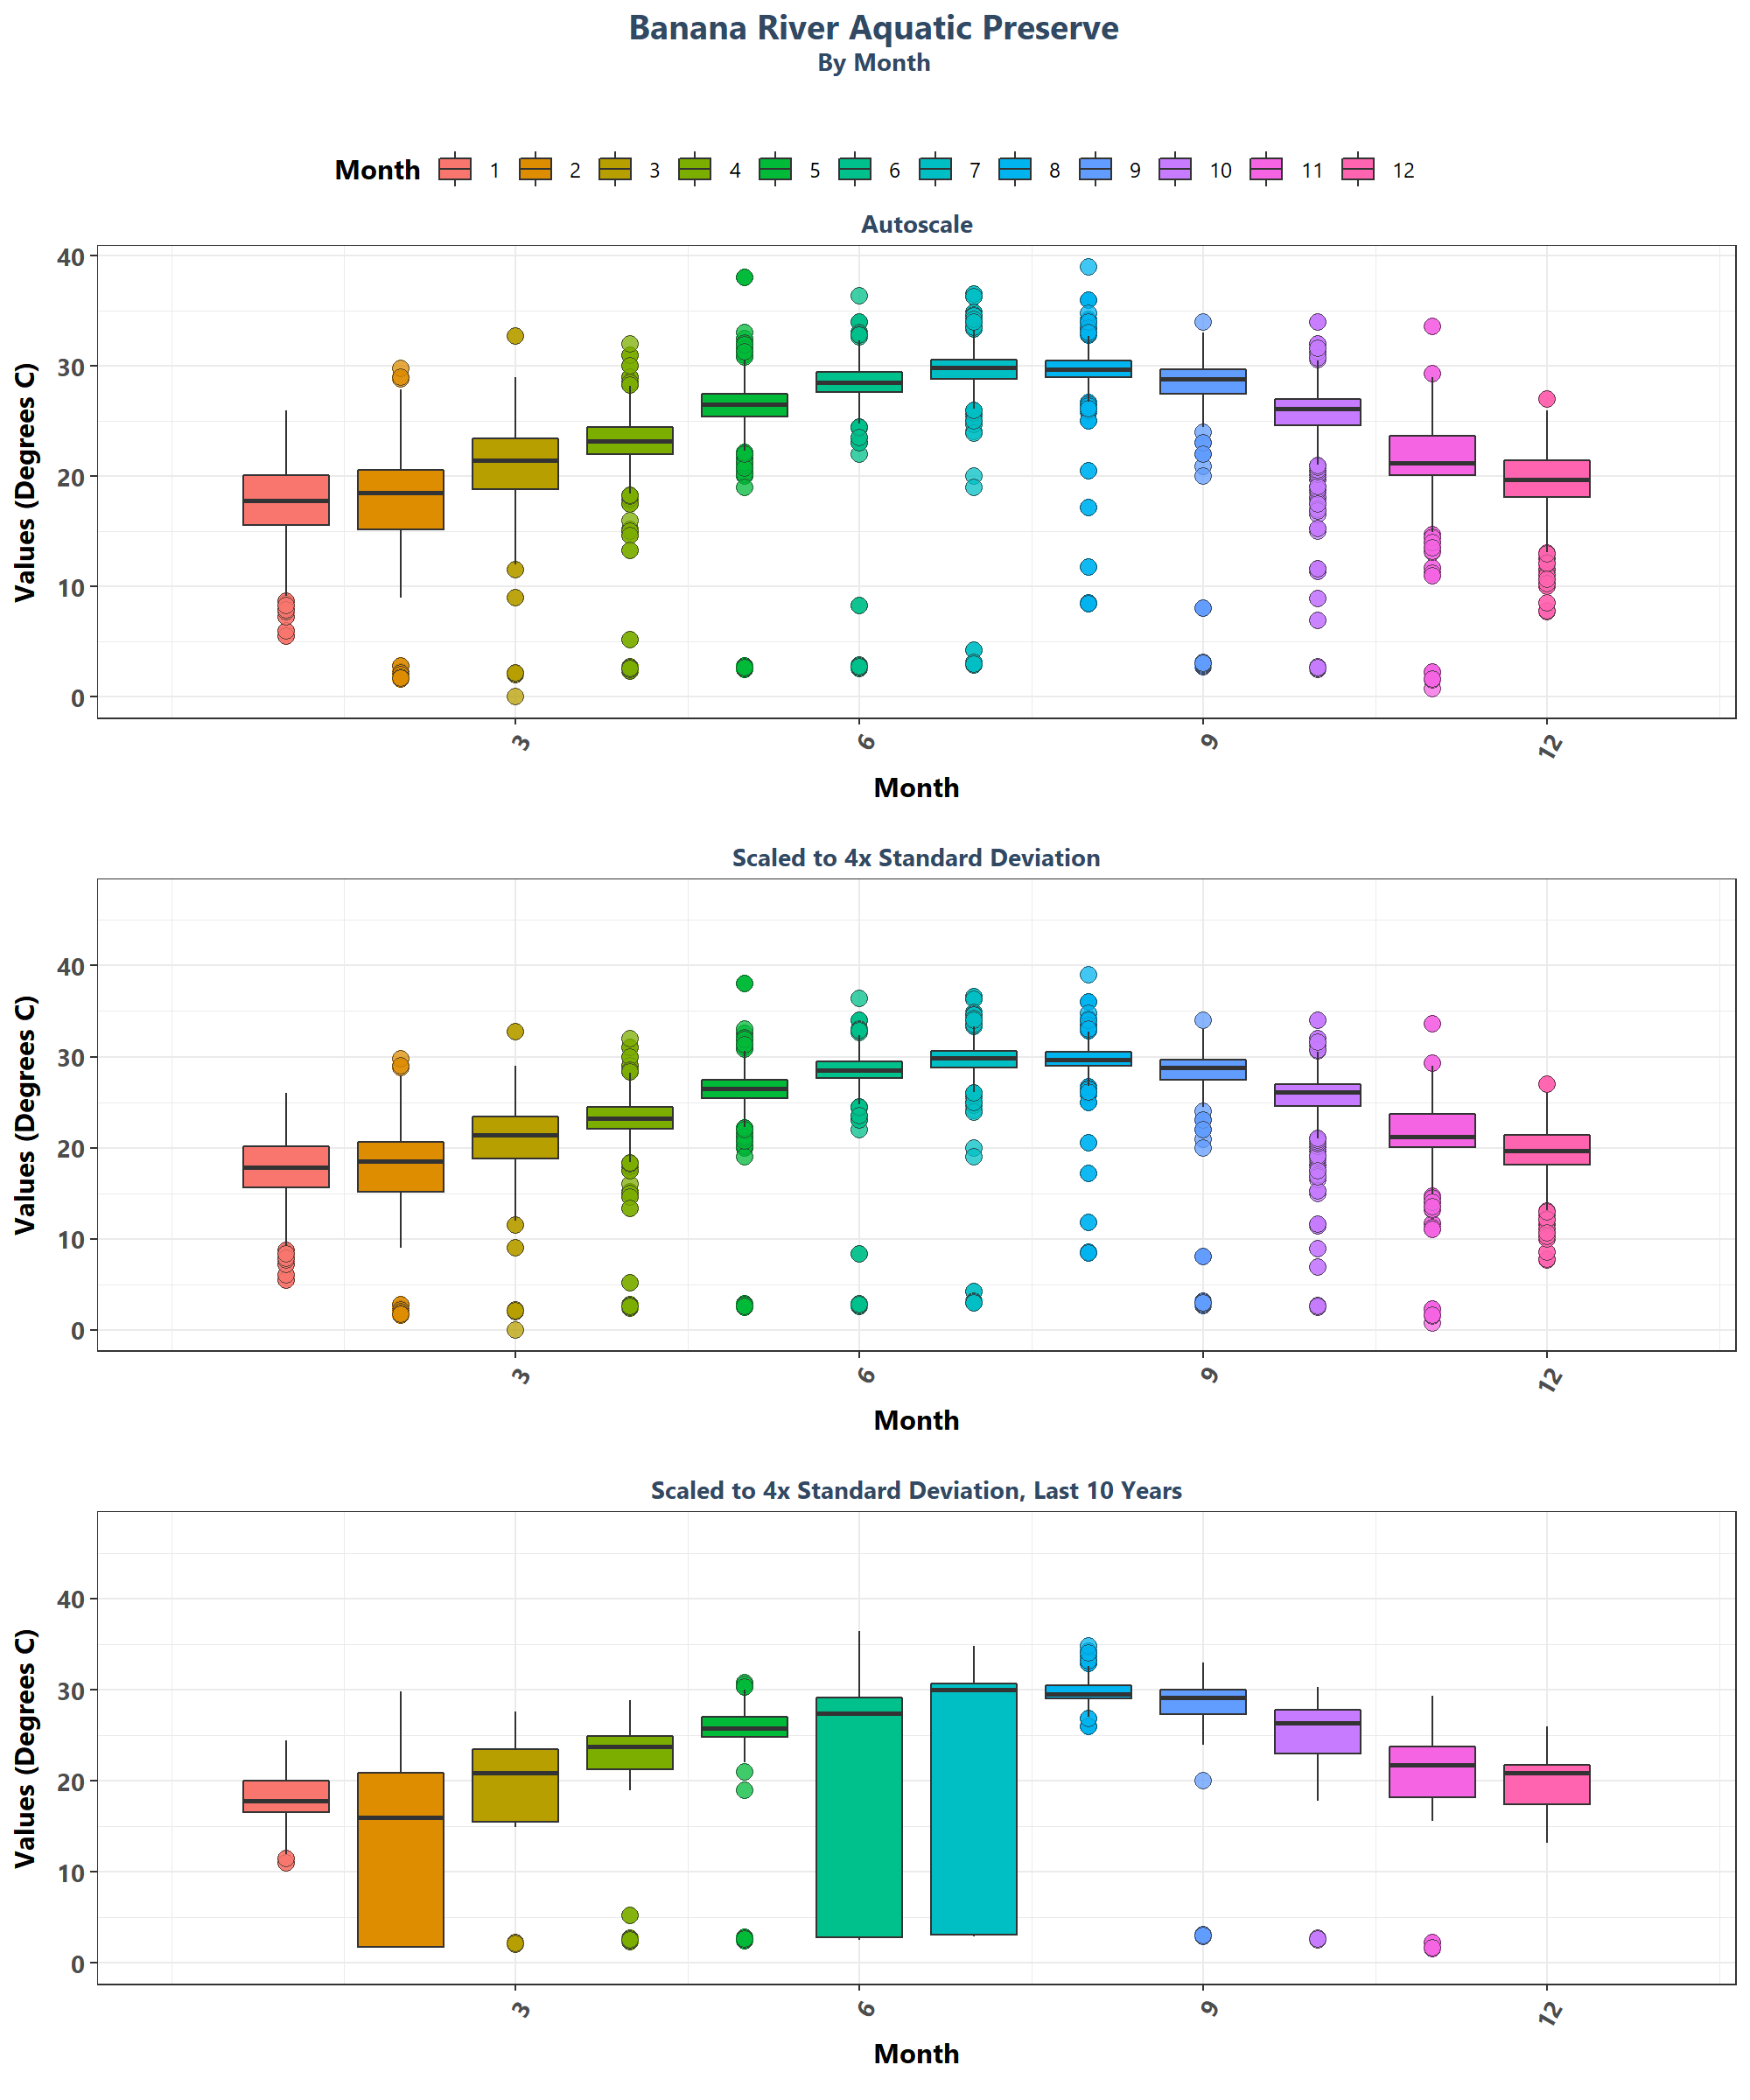 Banana River Aquatic Preserve
By Month
Month 1 2 3 4 5 6 7 8 9 10 11 12
Autoscale
Values (Degrees C)
40
30
20
10
0
3 6 9 12
Month
Scaled to 4x Standard Deviation
Values (Degrees C)
40
30
20
10
0
3 6 9 12
Month
Scaled to 4x Standard Deviation, Last 10 Years
Values (Degrees C)
40
30
20
10
0
3 6 9 12
Month